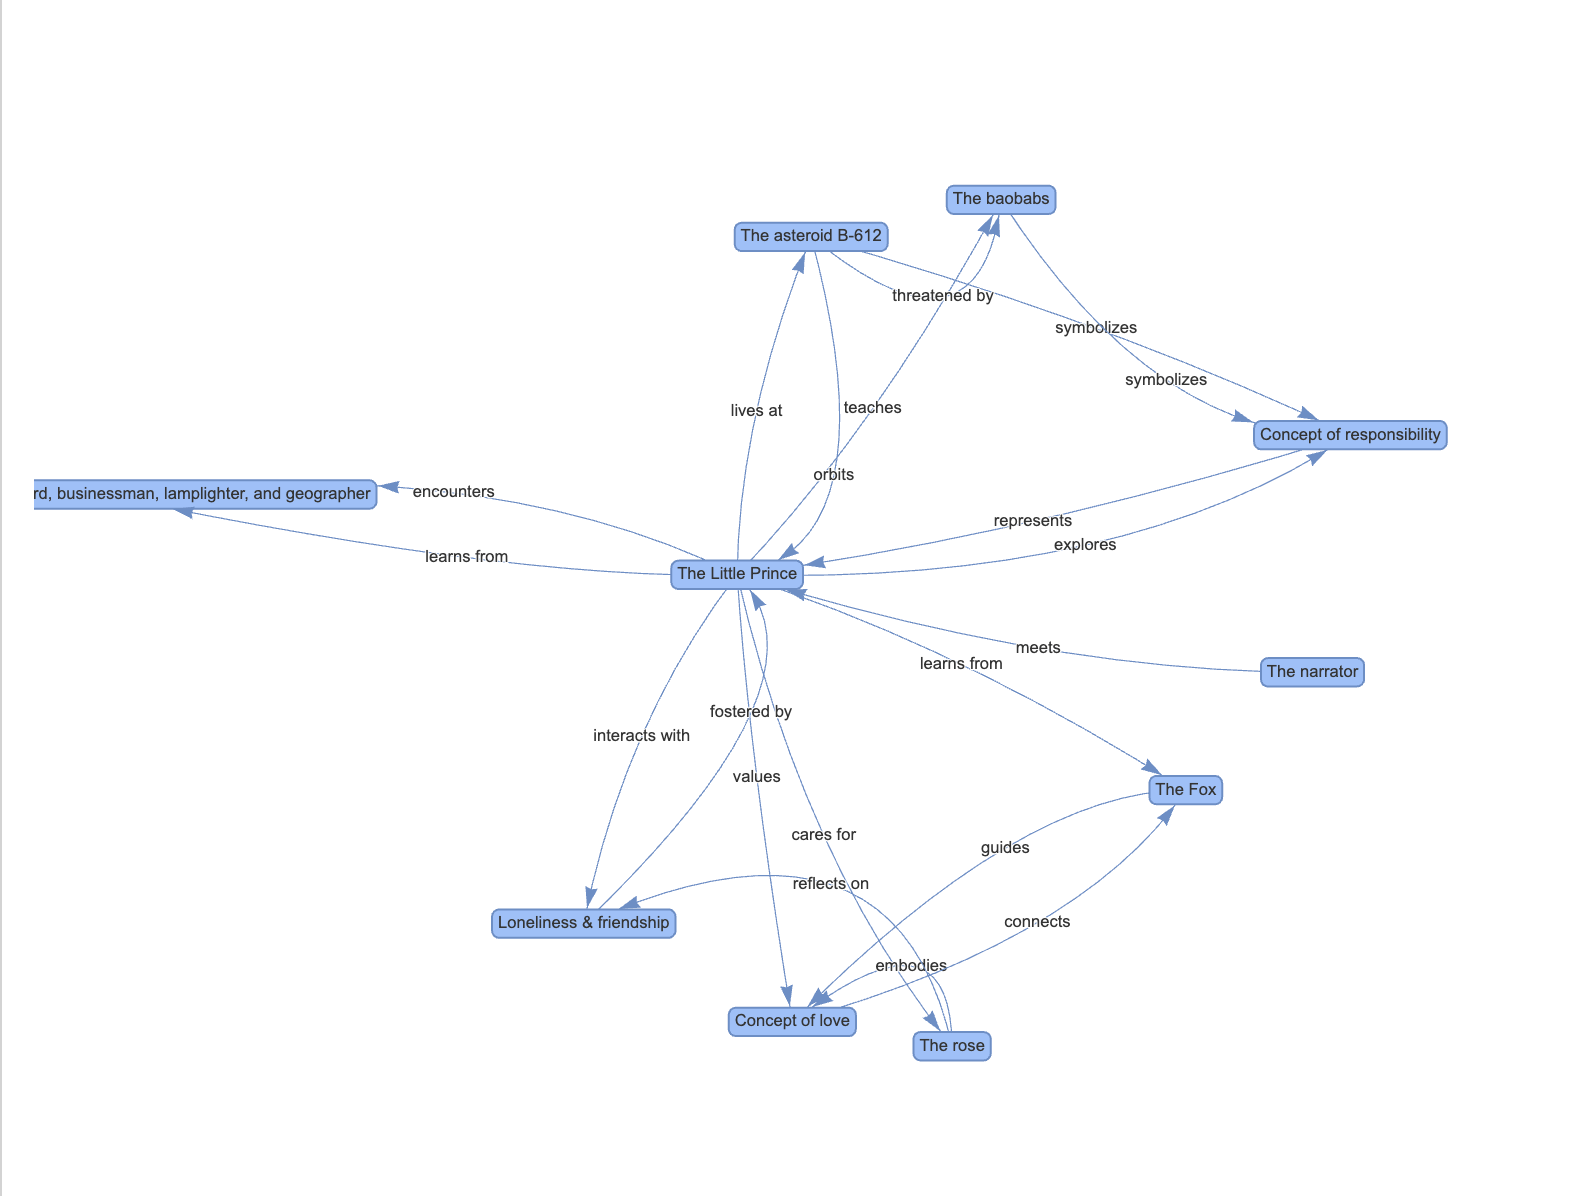 The baobabs
The asteroid B-612
threatened by
symbolizes
symbolizes
lives at
teaches
Concept of responsibility
orbits
encounters
rd, businessman, lamplighter, and geographer
represents
explores
learns from
The Little Prince
meets
learns from
The narrator
fostered by
interacts with
values
The Fox
cares for
guides
reflects on
Loneliness & friendship
connects
embodies
Concept of love
The rose